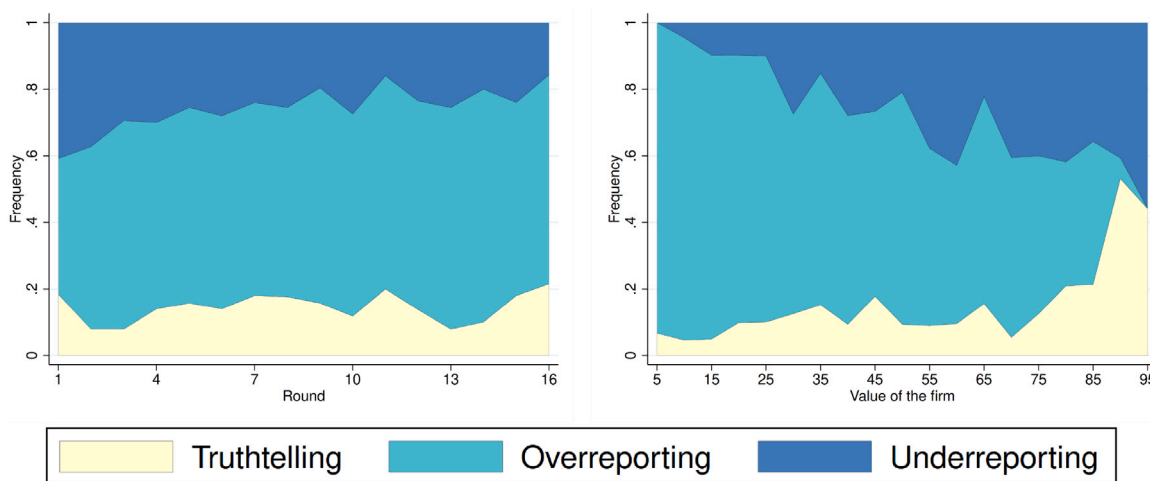 Frequency
0 .2 .4 .6 .8 1
1 4 7 10 13 16
Round
Frequency
0 .2 .4 .6 .8 1
5 15 25 35 45 55 65 75 85 95
Value of the firm
Truthtelling Overreporting Underreporting